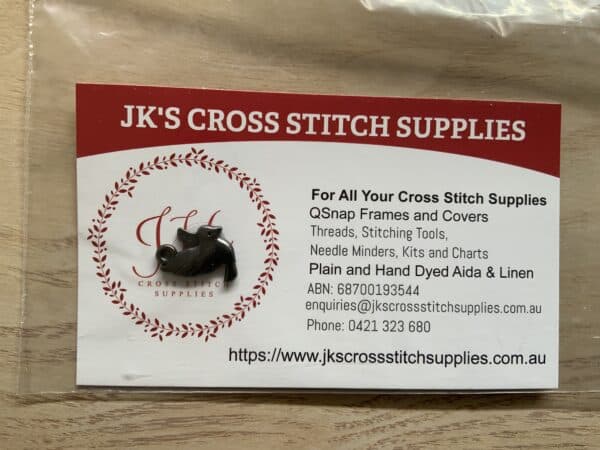 JK'S CROSS STITCH SUPPLIES
For All Your Cross Stitch Supplies
QSnap Frames and Covers
Threads, Stitching Tools,
Needle Minders, Kits and Charts
Plain and Hand Dyed Aida & Linen
ABN: 68700193544
enquiries@jkscrossstitchsupplies.com.au
Phone: 0421 323 680
https://www.jkscrossstitchsupplies.com.au
CROSS STITCH
SUPPLIES